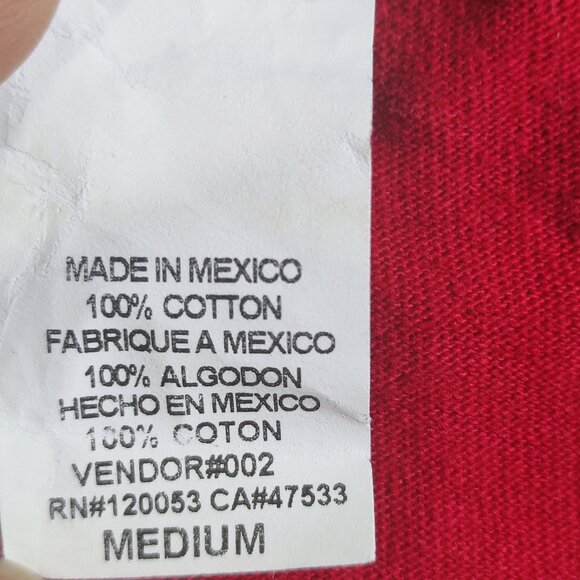 MADE IN MEXICO
100% COTTON
FABRIQUE A MEXICO
100% ALGODON
HECHO EN MEXICO
100% COTON
VENDOR#002
RN#120053 CA#47533
MEDIUM